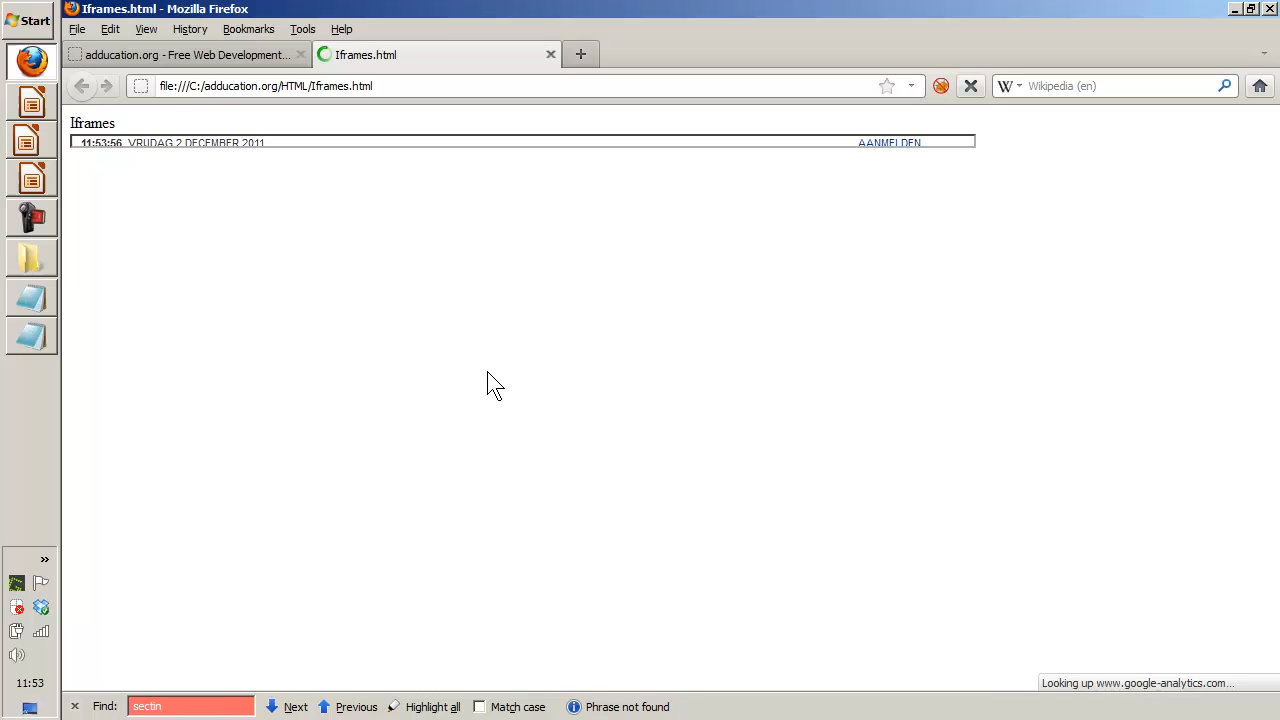 Start
Iframes.html - Mozilla Firefox
File Edit View History Bookmarks Tools Help
adducation.org - Free Web Development... Iframes.html
file:///C:/adducation.org/HTML/Iframes.html W Wikipedia (en)
Iframes
11:53:56 VRIJDAG 2 DECEMBER 2011 AANMELDEN
»
11:53
Looking up www.google-analytics.com...
Find: sectin Next Previous Highlight all Match case Phrase not found